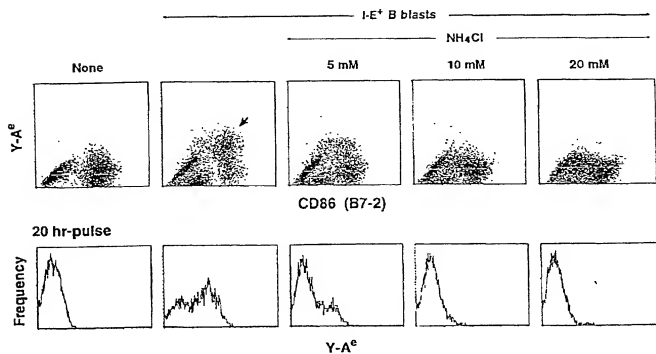 I-E+ B blasts
NH4Cl
None
5 mM
10 mM
20 mM
Y-Ae
CD86 (B7-2)
20 hr-pulse
Frequency
Y-Ae